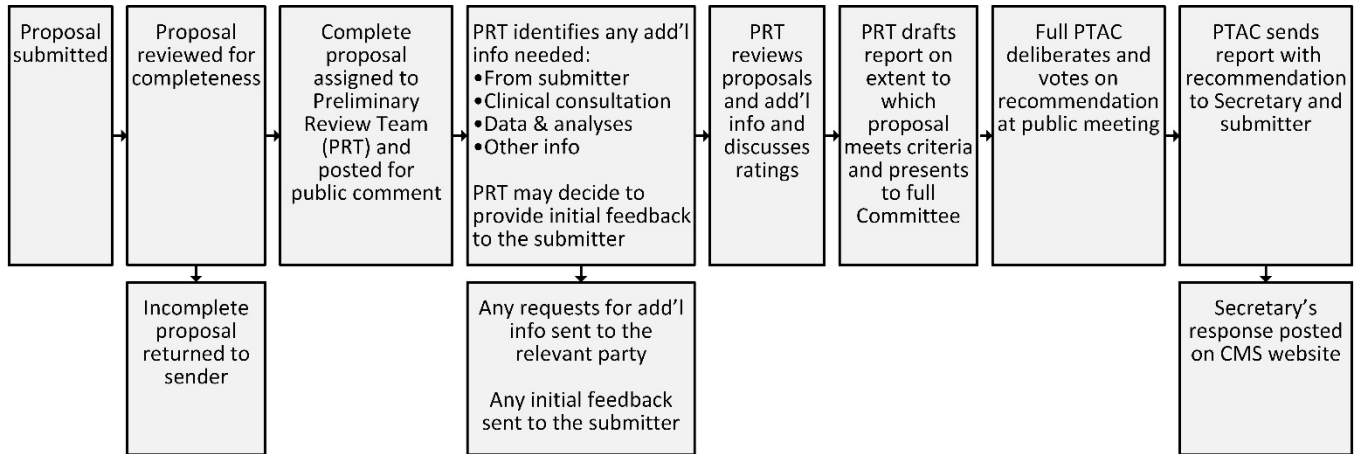 Proposal
submitted
Proposal
reviewed for
completeness
Complete
proposal
assigned to
Preliminary
Review Team
(PRT) and
posted for
public comment
PRT identifies any add'l
info needed:
•From submitter
•Clinical consultation
•Data & analyses
•Other info
PRT may decide to
provide initial feedback
to the submitter
PRT
reviews
proposals
and add'l
info and
discusses
ratings
PRT drafts
report on
extent to
which
proposal
meets criteria
and presents
to full
Committee
Full PTAC
deliberates and
votes on
recommendation
at public meeting
PTAC sends
report with
recommendation
to Secretary and
submitter
Incomplete
proposal
returned to
sender
Any requests for add'l
info sent to the
relevant party
Any initial feedback
sent to the submitter
Secretary's
response posted
on CMS website